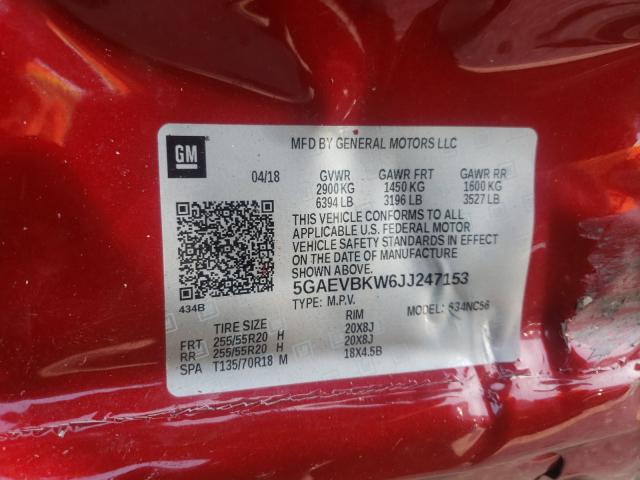 GM
MFD BY GENERAL MOTORS LLC
04/18 GVWR GAWR FRT GAWR RR
2900 KG 1450 KG 1600 KG
6394 LB 3196 LB 3527 LB
THIS VEHICLE CONFORMS TO ALL
APPLICABLE U.S. FEDERAL MOTOR
VEHICLE SAFETY STANDARDS IN EFFECT
ON THE DATE OF MANUFACTURE
SHOWN ABOVE.
434B
5GAEVBKW6JJ247153
TYPE: M.P.V. MODEL: S34NC56
TIRE SIZE RIM
FRT 255/55R20 H 20X8J
RR 255/55R20 H 20X8J
SPA T135/70R18 M 18X4.5B